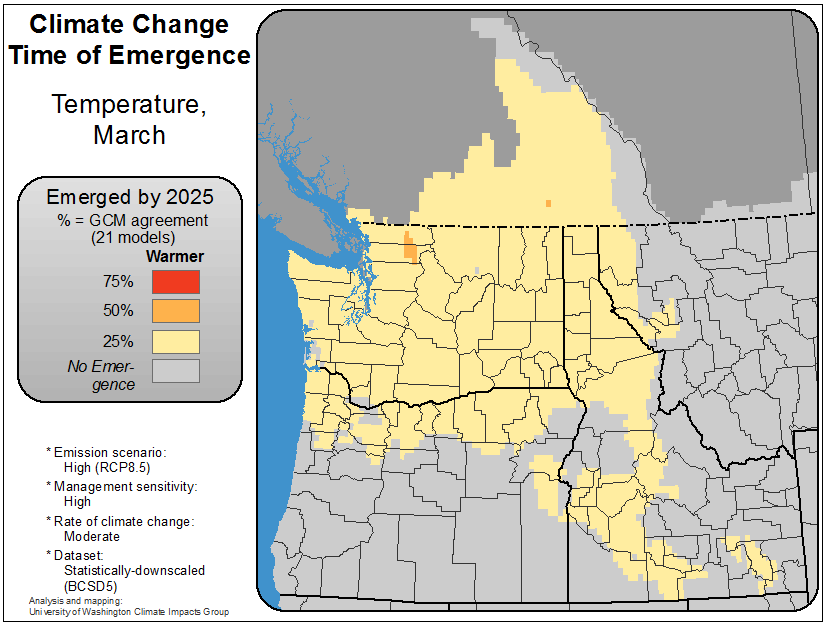 Climate Change
Time of Emergence
Temperature,
March
Emerged by 2025
% = GCM agreement
(21 models)
Warmer
75%
50%
25%
No Emer-
gence
* Emission scenario:
High (RCP8.5)
* Management sensitivity:
High
* Rate of climate change:
Moderate
* Dataset:
Statistically-downscaled
(BCSD5)
Analysis and mapping:
University of Washington Climate Impacts Group